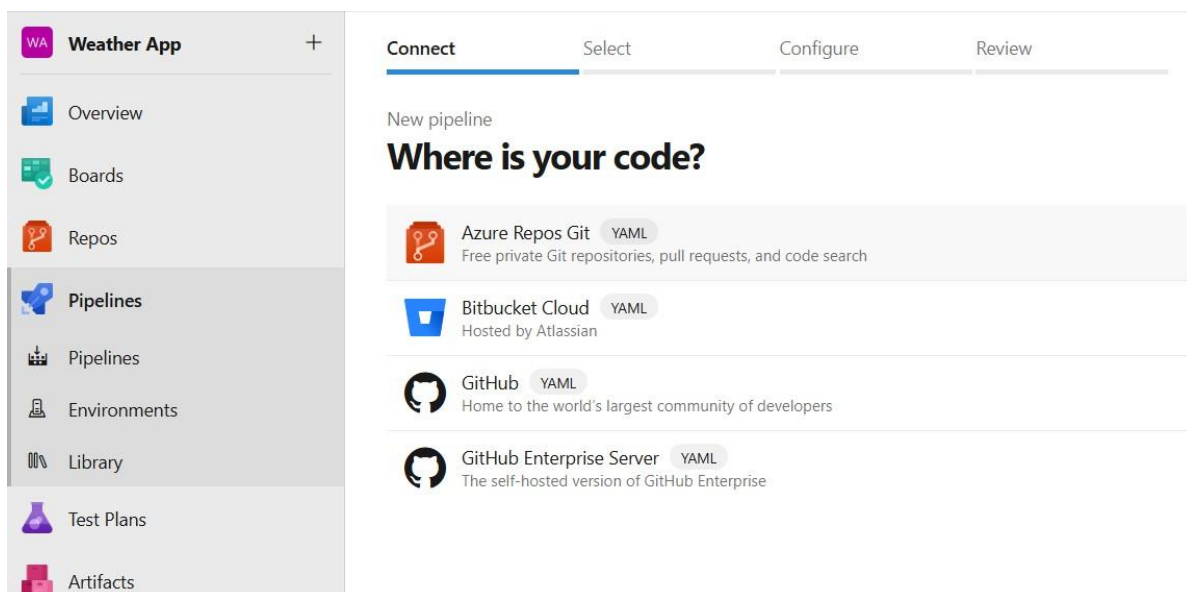 WA Weather App +
Overview
Boards
Repos
Pipelines
Pipelines
Environments
Library
Test Plans
Artifacts
Connect Select Configure Review
New pipeline
Where is your code?
Azure Repos Git YAML
Free private Git repositories, pull requests, and code search
Bitbucket Cloud YAML
Hosted by Atlassian
GitHub YAML
Home to the world's largest community of developers
GitHub Enterprise Server YAML
The self-hosted version of GitHub Enterprise